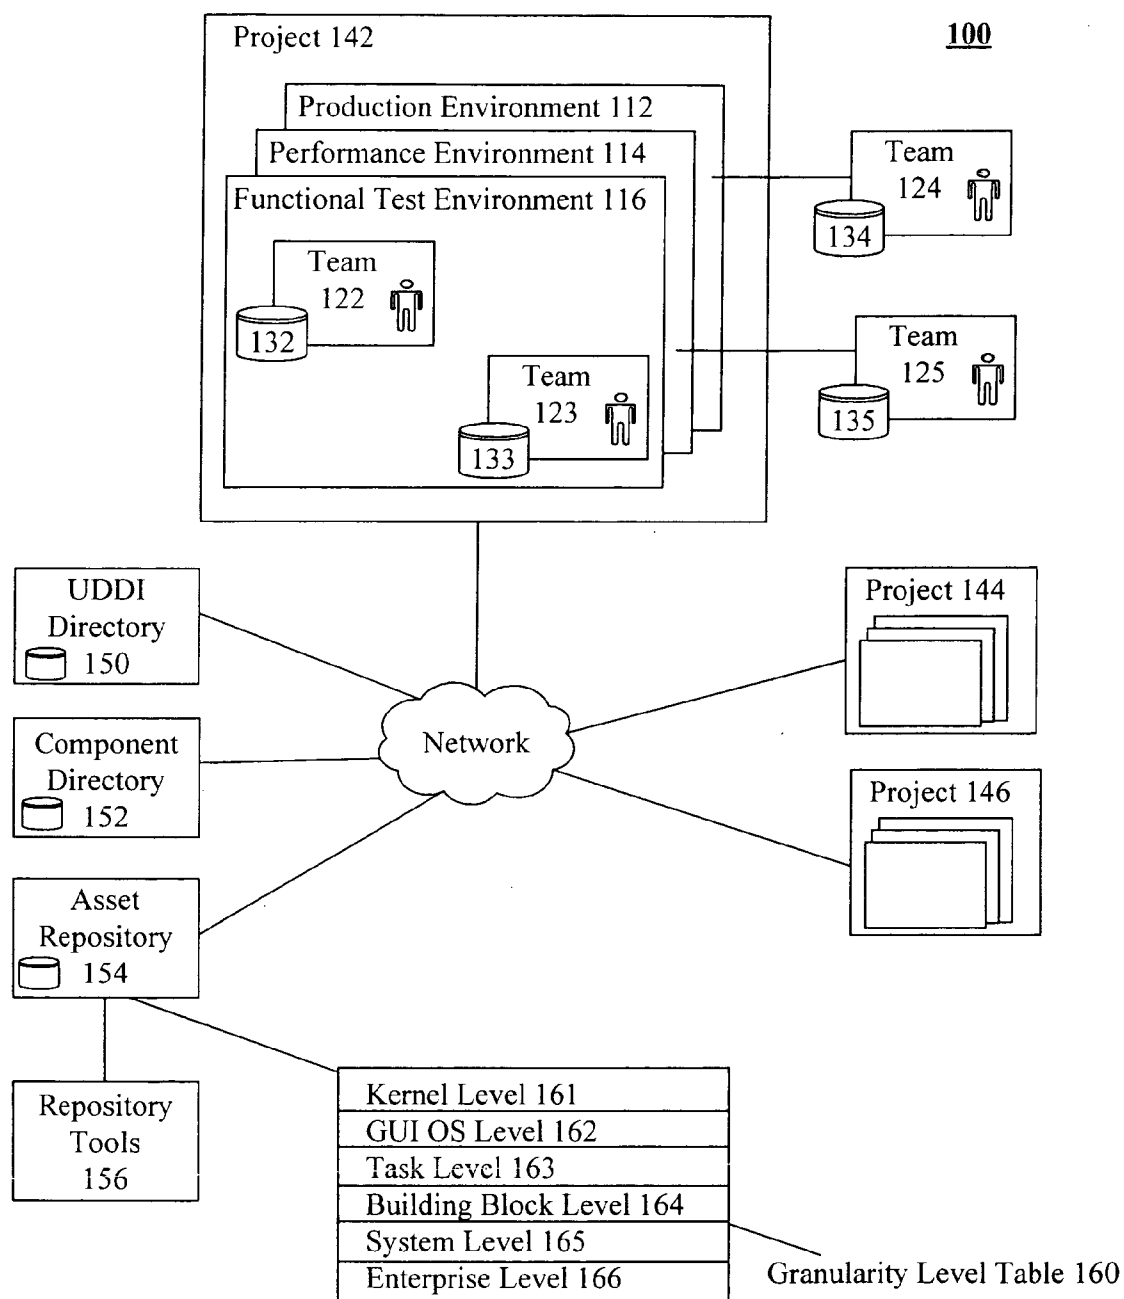 Project 142
100
Production Environment 112
Performance Environment 114
Functional Test Environment 116
Team
122
132
Team
123
133
Team
124
134
Team
125
135
UDDI
Directory
150
Component
Directory
152
Asset
Repository
154
Repository
Tools
156
Network
Project 144
Project 146
Kernel Level 161
GUI OS Level 162
Task Level 163
Building Block Level 164
System Level 165
Enterprise Level 166
Granularity Level Table 160